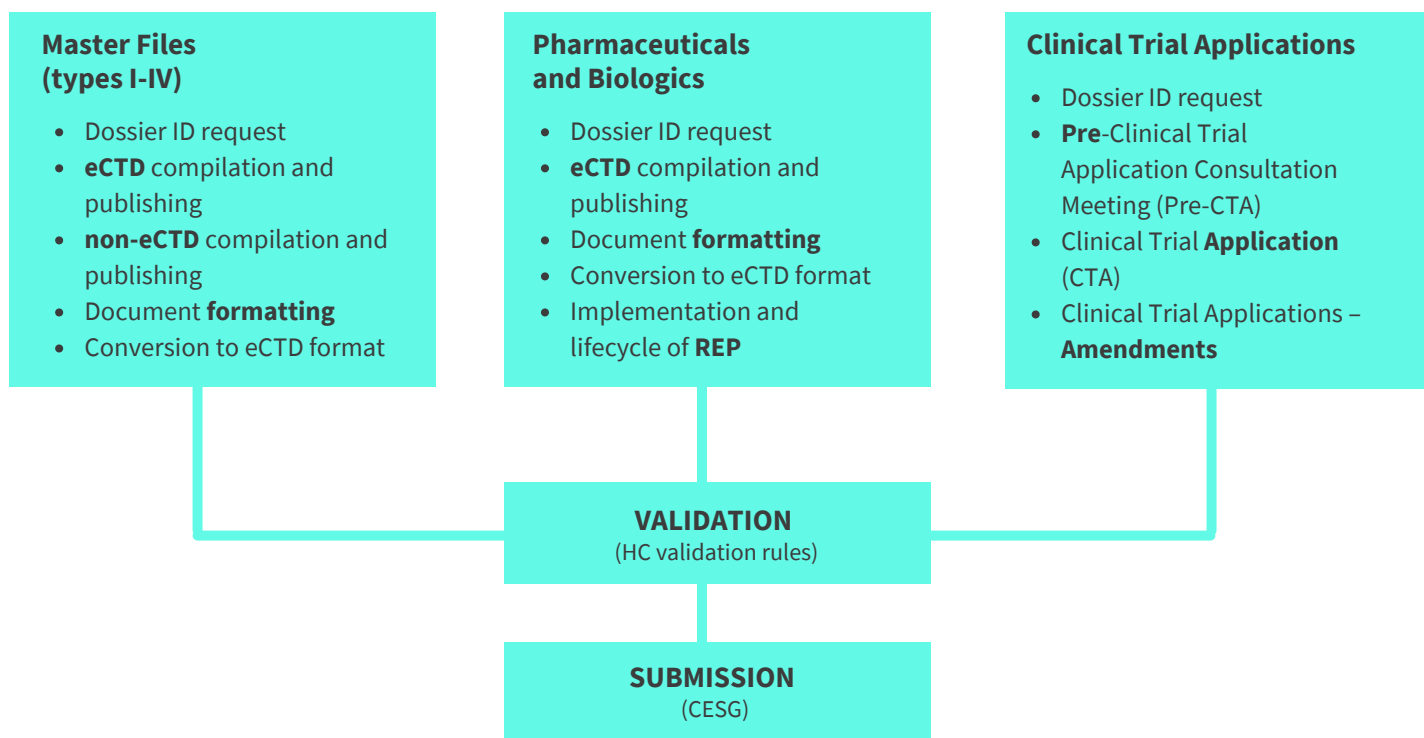 Master Files
(types I-IV)
• Dossier ID request
• eCTD compilation and
publishing
• non-eCTD compilation and
publishing
• Document formatting
• Conversion to eCTD format
Pharmaceuticals
and Biologics
• Dossier ID request
• eCTD compilation and
publishing
• Document formatting
• Conversion to eCTD format
• Implementation and
lifecycle of REP
Clinical Trial Applications
• Dossier ID request
• Pre-Clinical Trial
Application Consultation
Meeting (Pre-CTA)
• Clinical Trial Application
(CTA)
• Clinical Trial Applications –
Amendments
VALIDATION
(HC validation rules)
SUBMISSION
(CESG)